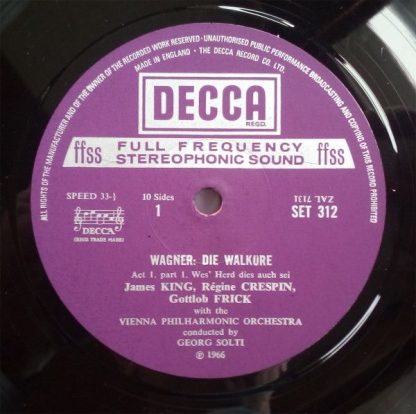 ALL RIGHTS OF THE MANUFACTURER AND OF THE OWNER OF THE RECORDED WORK RESERVED · UNAUTHORISED PUBLIC PERFORMANCE BROADCASTING AND COPYING OF THIS RECORD PROHIBITED
MADE IN ENGLAND · THE DECCA RECORD CO. LTD.
DECCA
REGD.
ffss FULL FREQUENCY ffss
STEREOPHONIC SOUND
SPEED 33⅓
10 Sides
1
ZAL 7131
SET 312
DECCA
(REGD TRADE MARK)
WAGNER: DIE WALKURE
Act 1. part 1. Wes' Herd dies auch sei
James KING, Régine CRESPIN,
Gottlob FRICK
with the
VIENNA PHILHARMONIC ORCHESTRA
conducted by
GEORG SOLTI
℗ 1966